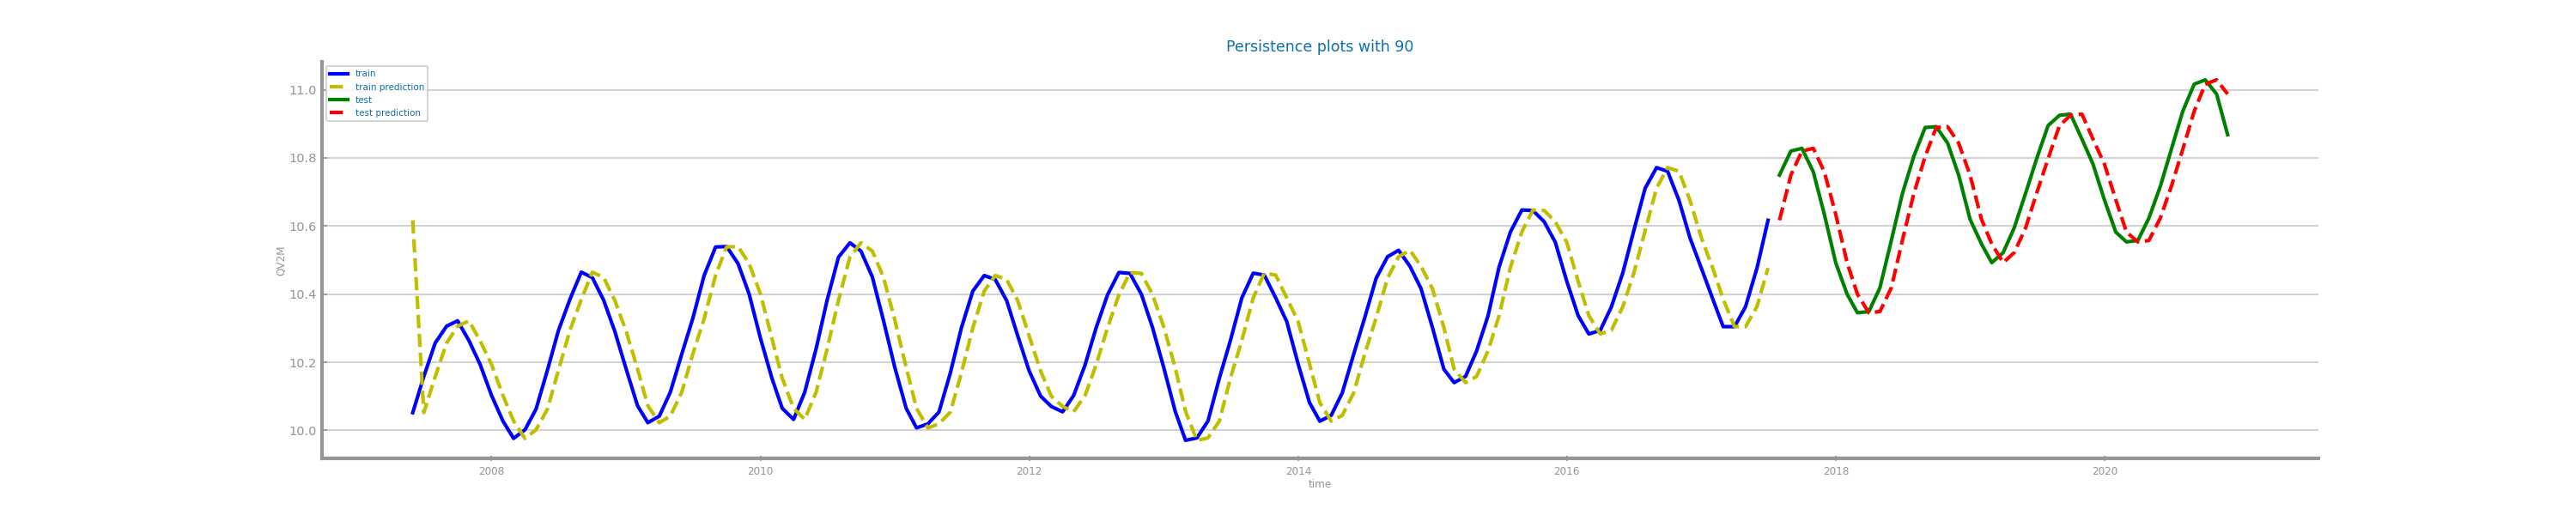 Persistence plots with 90
train
train prediction
test
test prediction
11.0
10.8
10.6
10.4
10.2
10.0
QV2M
2008 2010 2012 2014 2016 2018 2020
time